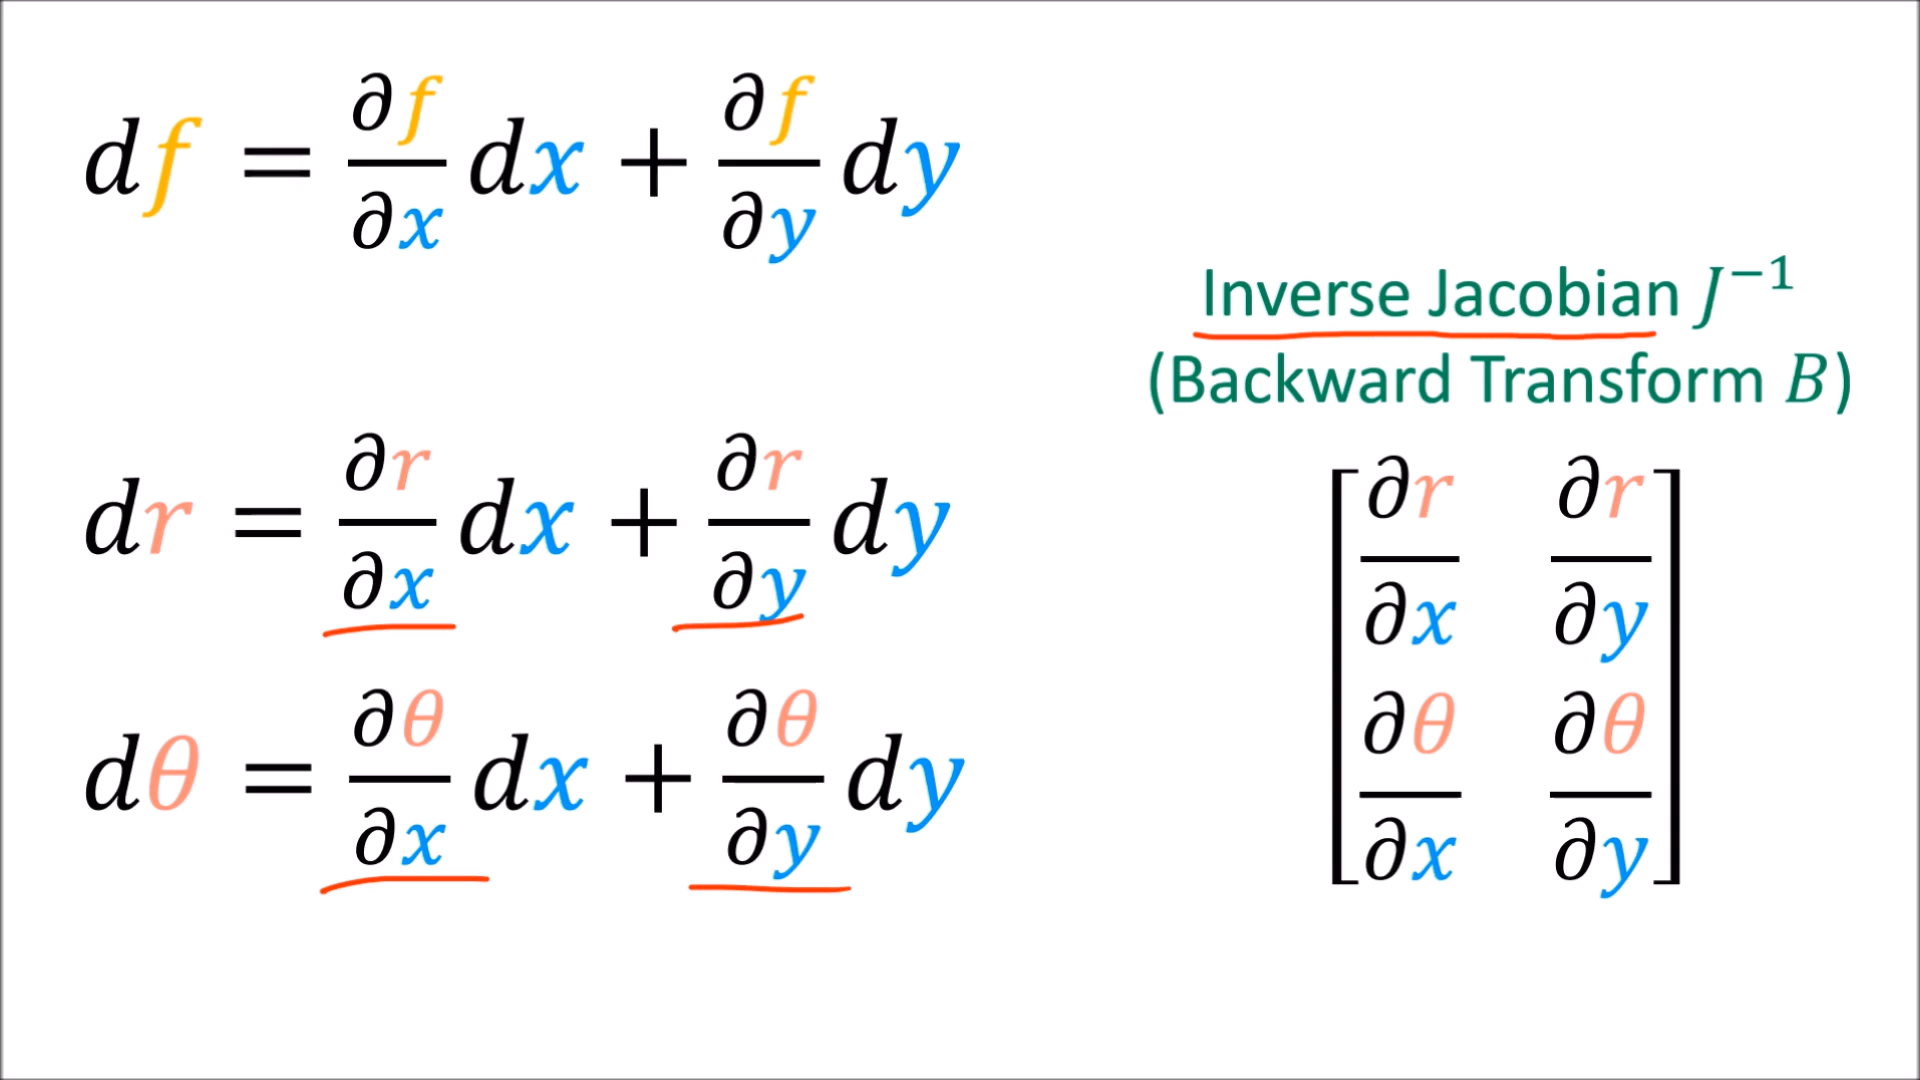 df = ∂f/∂x dx + ∂f/∂y dy
dr = ∂r/∂x dx + ∂r/∂y dy
dθ = ∂θ/∂x dx + ∂θ/∂y dy
Inverse Jacobian J⁻¹
(Backward Transform B)
[∂r/∂x ∂r/∂y
∂θ/∂x ∂θ/∂y]